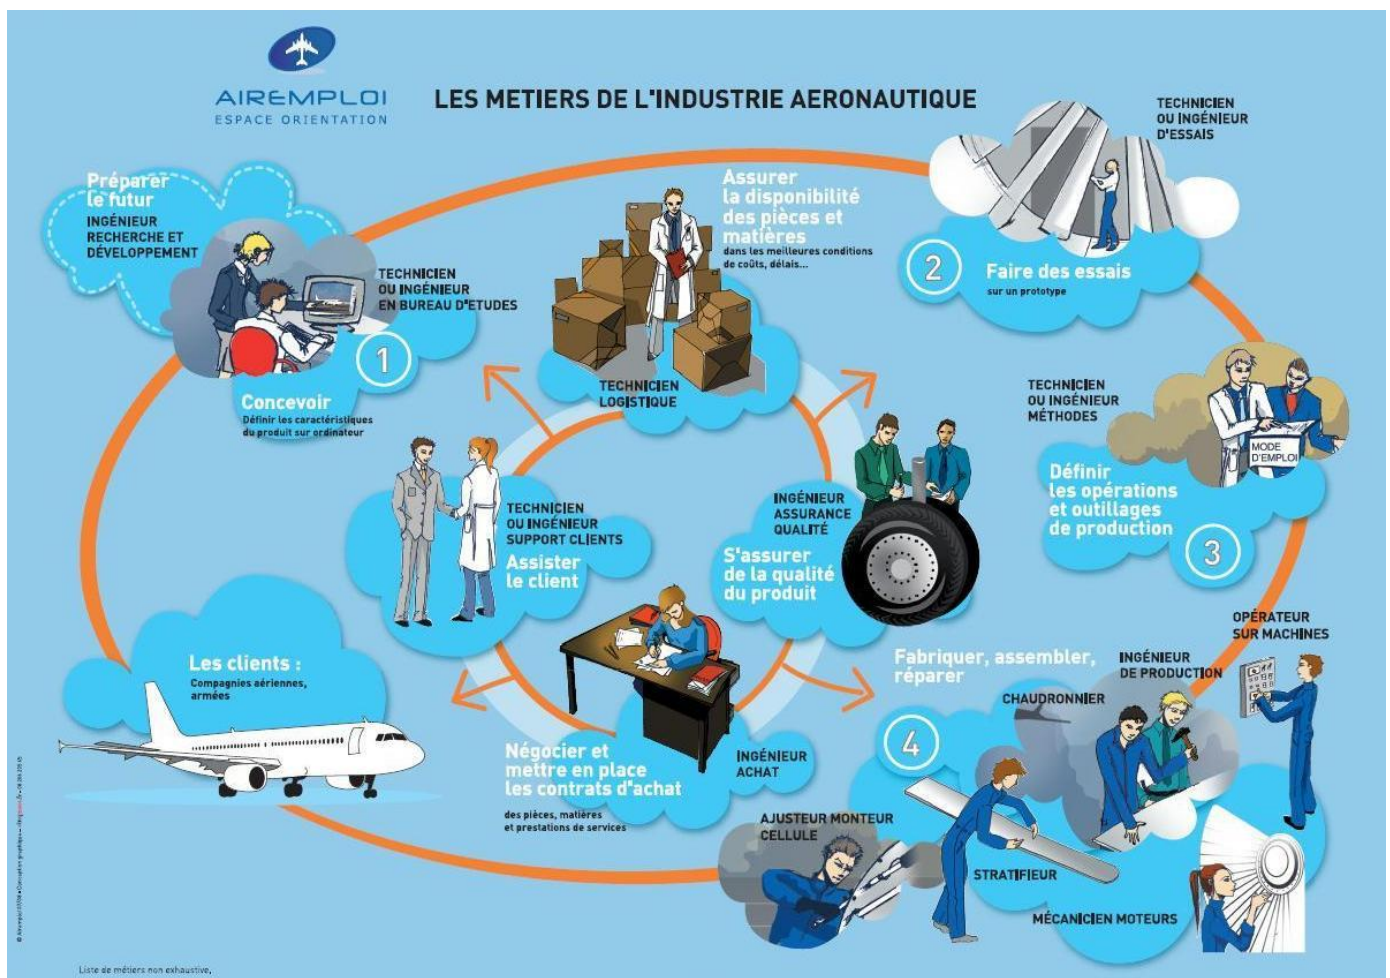 AIREMPLOI
ESPACE ORIENTATION
LES METIERS DE L'INDUSTRIE AERONAUTIQUE
Préparer
le futur
INGÉNIEUR
RECHERCHE ET
DÉVELOPPEMENT
TECHNICIEN
OU INGÉNIEUR
EN BUREAU D'ETUDES
1
Concevoir
Définir les caractéristiques
du produit sur ordinateur
Assurer
la disponibilité
des pièces et
matières
dans les meilleures conditions
de coûts, délais...
TECHNICIEN
LOGISTIQUE
TECHNICIEN
OU INGÉNIEUR
D'ESSAIS
2
Faire des essais
sur un prototype
TECHNICIEN
OU INGÉNIEUR
MÉTHODES
MODE
D'EMPLOI
Définir
les opérations
et outillages
de production
3
TECHNICIEN
OU INGÉNIEUR
SUPPORT CLIENTS
Assister
le client
INGÉNIEUR
ASSURANCE
QUALITÉ
S'assurer
de la qualité
du produit
Les clients :
Compagnies aériennes,
armées
Négocier et
mettre en place
les contrats d'achat
des pièces, matières
et prestations de services
INGÉNIEUR
ACHAT
Fabriquer, assembler,
réparer
4
OPÉRATEUR
SUR MACHINES
INGÉNIEUR
DE PRODUCTION
CHAUDRONNIER
AJUSTEUR MONTEUR
CELLULE
STRATIFIEUR
MÉCANICIEN MOTEURS
Liste de métiers non exhaustive,